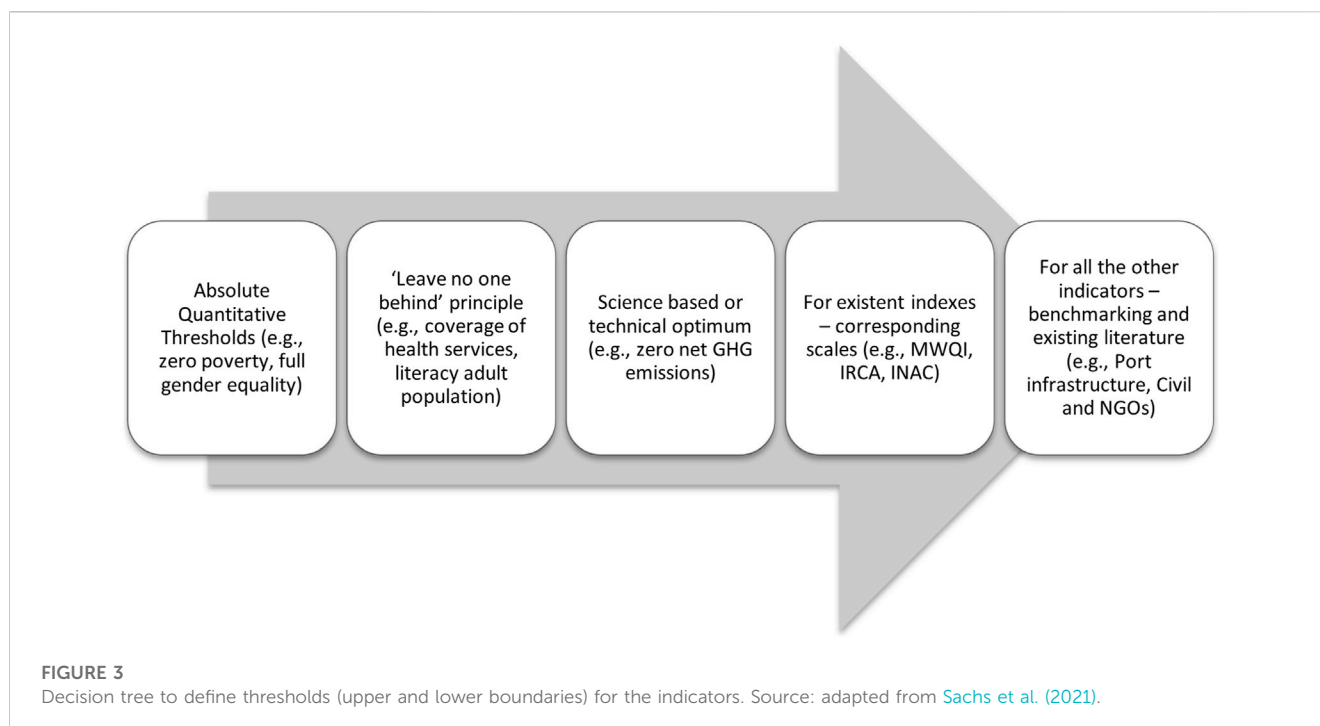 Absolute
Quantitative
Thresholds (e.g.,
zero poverty, full
gender equality)
‘Leave no one
behind’ principle
(e.g., coverage of
health services,
literacy adult
population)
Science based or
technical optimum
(e.g., zero net GHG
emissions)
For existent indexes
– corresponding
scales (e.g., MWQI,
IRCA, INAC)
For all the other
indicators –
benchmarking and
existing literature
(e.g., Port
infrastructure, Civil
and NGOs)
FIGURE 3
Decision tree to define thresholds (upper and lower boundaries) for the indicators. Source: adapted from Sachs et al. (2021).